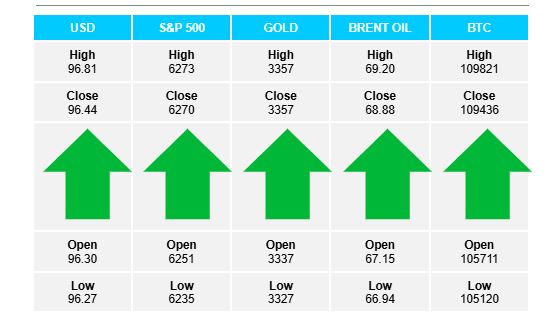 USD S&P 500 GOLD BRENT OIL BTC
High High High High High
96.81 6273 3357 69.20 109821
Close Close Close Close Close
96.44 6270 3357 68.88 109436
Open Open Open Open Open
96.30 6251 3337 67.15 105711
Low Low Low Low Low
96.27 6235 3327 66.94 105120